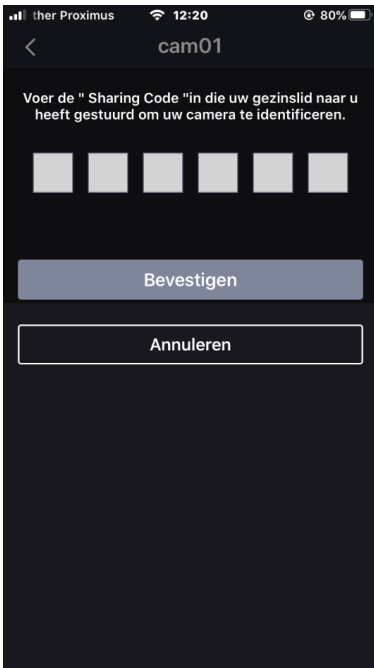 ther Proximus 12:20 80%
cam01
Voer de " Sharing Code "in die uw gezinslid naar u
heeft gestuurd om uw camera te identificeren.
Bevestigen
Annuleren